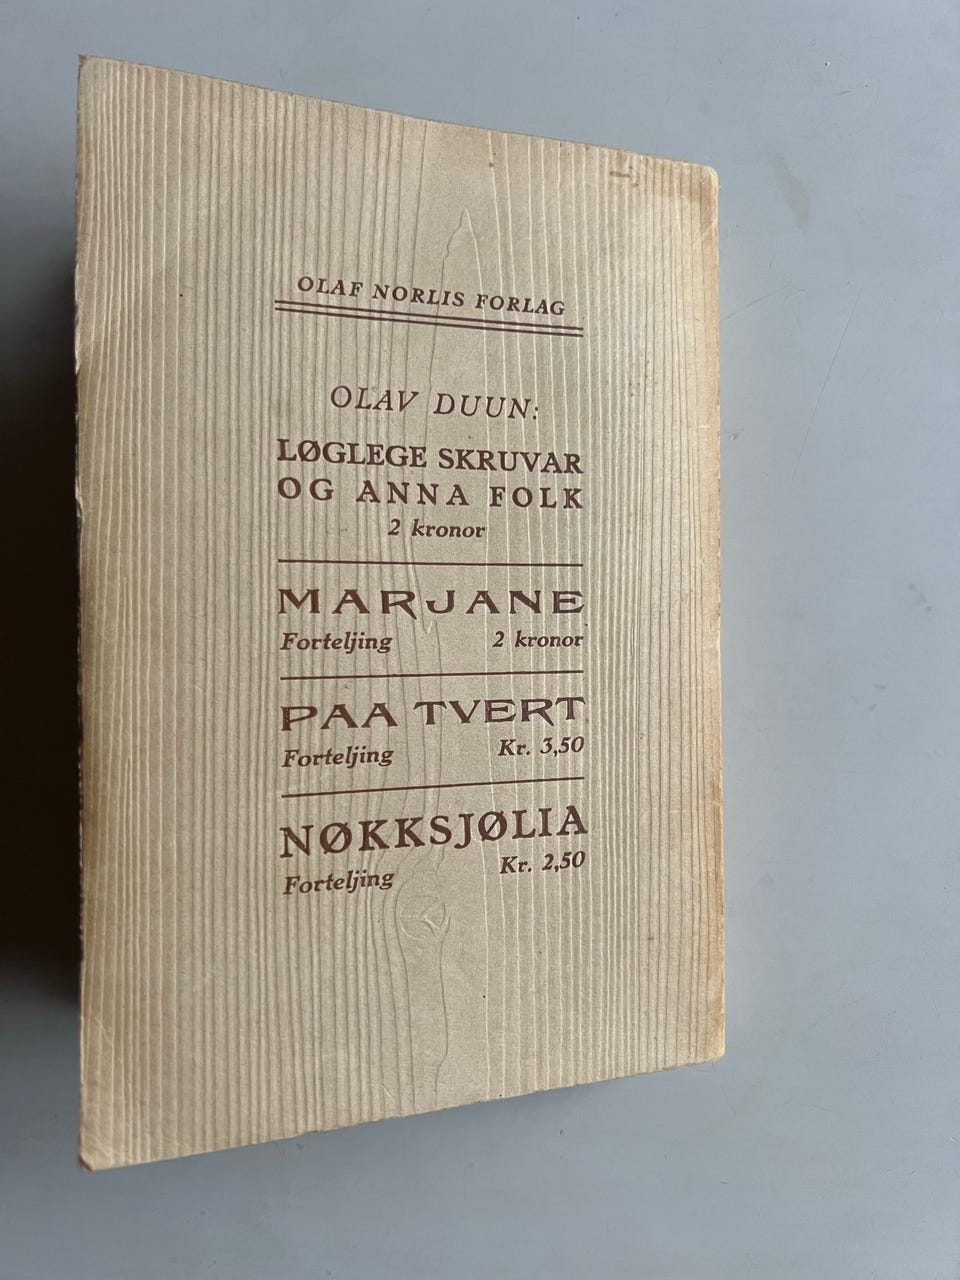 OLAF NORLIS FORLAG
OLAV DUUN:
LØGLEGE SKRUVAR
OG ANNA FOLK
2 kronor
MARJANE
Forteljing 2 kronor
PAA TVERT
Forteljing Kr. 3,50
NØKKSJØLIA
Forteljing Kr. 2,50